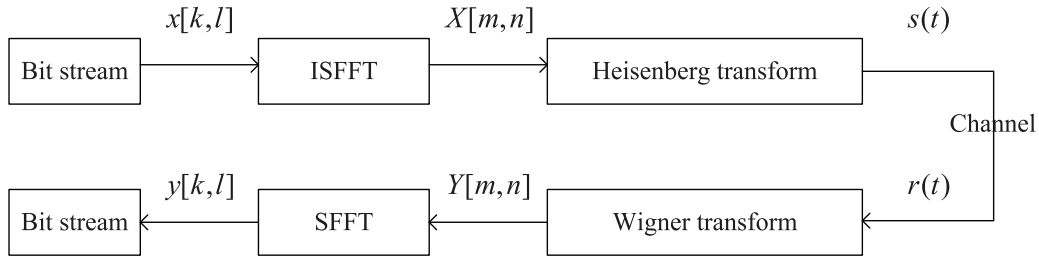 x[k,l] X[m,n] s(t)
Bit stream ISFFT Heisenberg transform
Channel
y[k,l] Y[m,n] r(t)
Bit stream SFFT Wigner transform